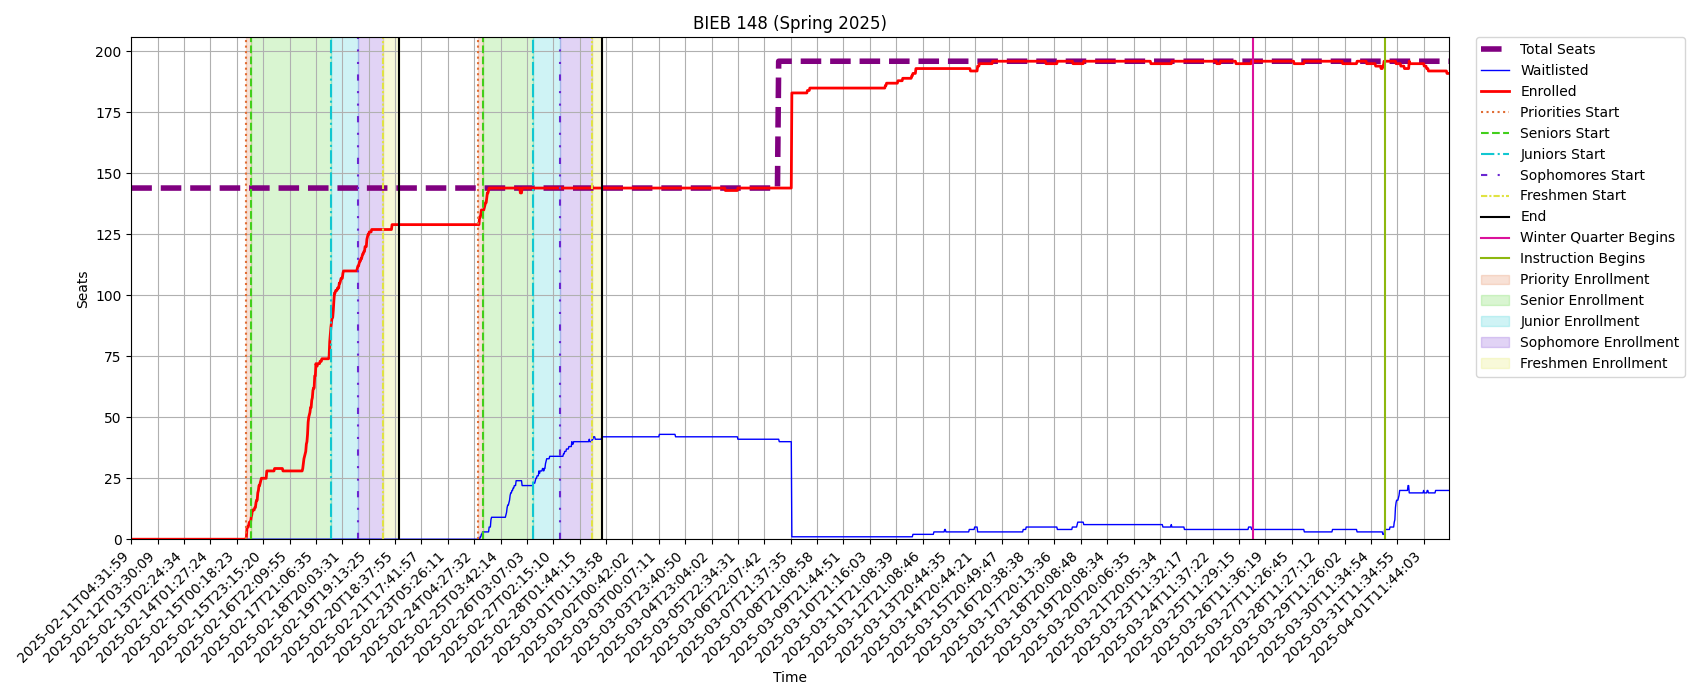 BIEB 148 (Spring 2025)
200
175
150
125
100
75
50
25
0
Seats
2025-02-11T04:31:59
2025-02-12T03:30:09
2025-02-13T02:24:34
2025-02-14T01:27:24
2025-02-15T00:18:23
2025-02-15T23:15:20
2025-02-16T22:09:55
2025-02-17T21:06:35
2025-02-18T20:03:31
2025-02-19T19:13:25
2025-02-20T18:37:55
2025-02-21T17:41:57
2025-02-23T05:26:11
2025-02-24T04:27:32
2025-02-25T03:42:14
2025-02-26T03:07:03
2025-02-27T02:15:10
2025-02-28T01:44:15
2025-03-01T01:13:58
2025-03-02T00:42:02
2025-03-03T00:07:11
2025-03-03T23:40:50
2025-03-04T23:04:02
2025-03-05T22:34:31
2025-03-06T22:07:42
2025-03-07T21:37:35
2025-03-08T21:08:58
2025-03-09T21:44:51
2025-03-10T21:16:03
2025-03-11T21:08:39
2025-03-12T21:08:46
2025-03-13T20:44:35
2025-03-14T20:44:21
2025-03-15T20:49:47
2025-03-16T20:38:38
2025-03-17T20:13:36
2025-03-18T20:08:48
2025-03-19T20:08:34
2025-03-20T20:06:35
2025-03-21T20:05:34
2025-03-23T11:32:17
2025-03-24T11:37:22
2025-03-25T11:29:15
2025-03-26T11:36:19
2025-03-27T11:26:45
2025-03-28T11:27:12
2025-03-29T11:26:02
2025-03-30T11:34:54
2025-03-31T11:34:55
2025-04-01T11:44:03
Time
Total Seats
Waitlisted
Enrolled
Priorities Start
Seniors Start
Juniors Start
Sophomores Start
Freshmen Start
End
Winter Quarter Begins
Instruction Begins
Priority Enrollment
Senior Enrollment
Junior Enrollment
Sophomore Enrollment
Freshmen Enrollment